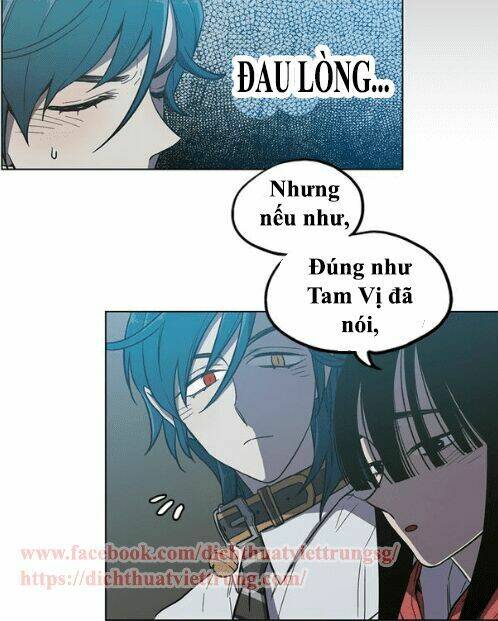 ĐAU LÒNG...
Nhưng
nếu như,
Đúng như
Tam Vị đã
nói,
www.facebook.com/dichthuatviettrungsg/
https://dichthuatviettrung.com/